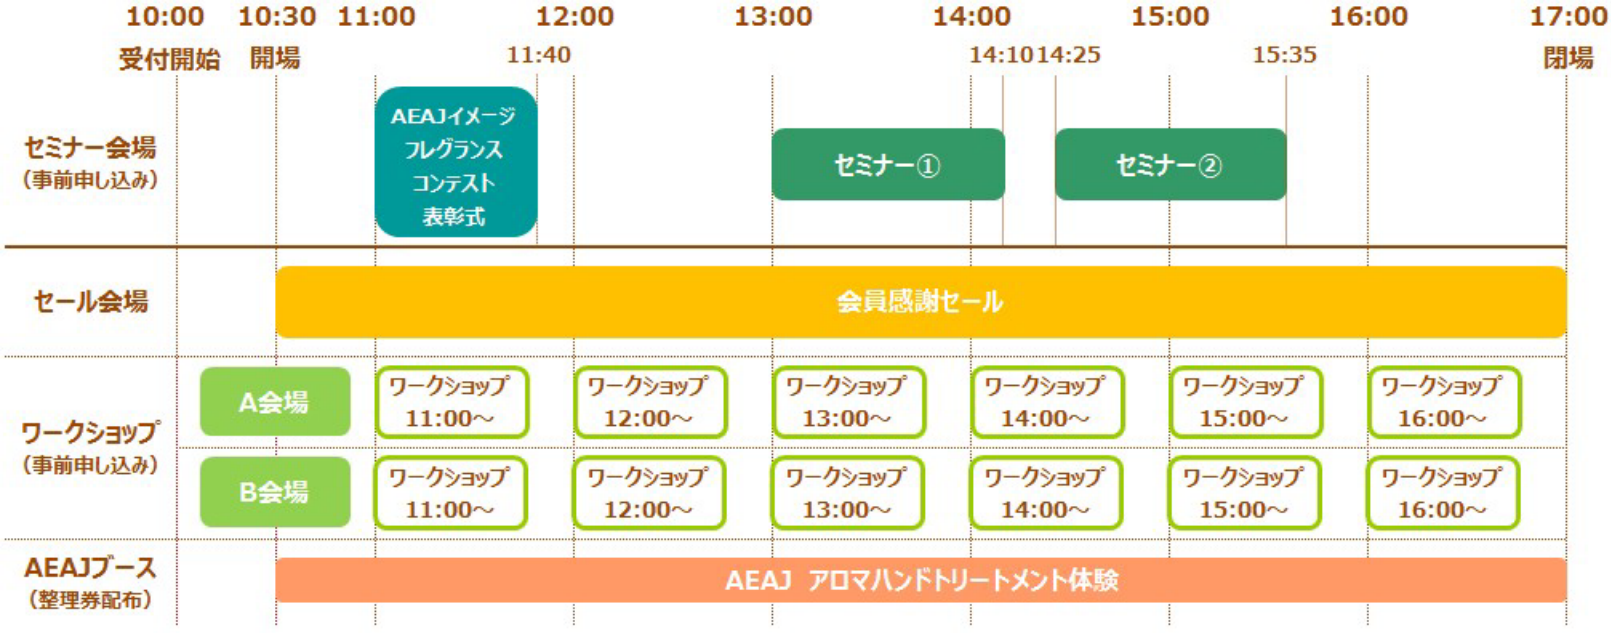 10:00 10:30 11:00 12:00 13:00 14:00 15:00 16:00 17:00
受付開始 開場 11:40 14:10 14:25 15:35 閉場
セミナー会場
（事前申し込み）
AEAJイメージ
フレグランス
コンテスト
表彰式
セミナー①
セミナー②
セール会場
会員感謝セール
ワークショップ
（事前申し込み）
A会場
ワークショップ
11:00～
ワークショップ
12:00～
ワークショップ
13:00～
ワークショップ
14:00～
ワークショップ
15:00～
ワークショップ
16:00～
B会場
ワークショップ
11:00～
ワークショップ
12:00～
ワークショップ
13:00～
ワークショップ
14:00～
ワークショップ
15:00～
ワークショップ
16:00～
AEAJブース
（整理券配布）
AEAJ アロマハンドトリートメント体験